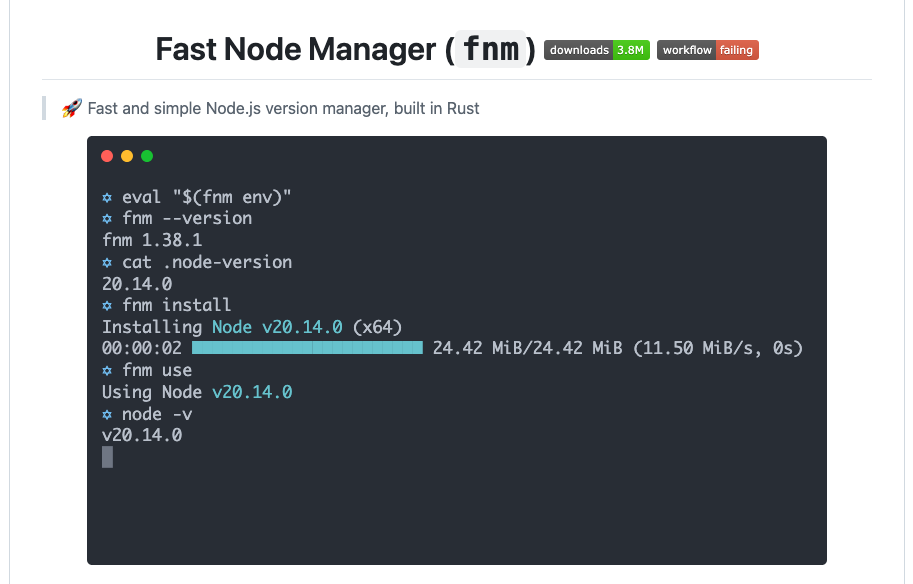 Fast Node Manager (fnm) downloads 3.8M workflow failing
🚀 Fast and simple Node.js version manager, built in Rust
✡ eval "$(fnm env)"
✡ fnm --version
fnm 1.38.1
✡ cat .node-version
20.14.0
✡ fnm install
Installing Node v20.14.0 (x64)
00:00:02 ███████████████████████ 24.42 MiB/24.42 MiB (11.50 MiB/s, 0s)
✡ fnm use
Using Node v20.14.0
✡ node -v
v20.14.0